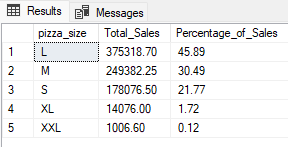 Results Messages
pizza_size Total_Sales Percentage_of_Sales
1 L 375318.70 45.89
2 M 249382.25 30.49
3 S 178076.50 21.77
4 XL 14076.00 1.72
5 XXL 1006.60 0.12